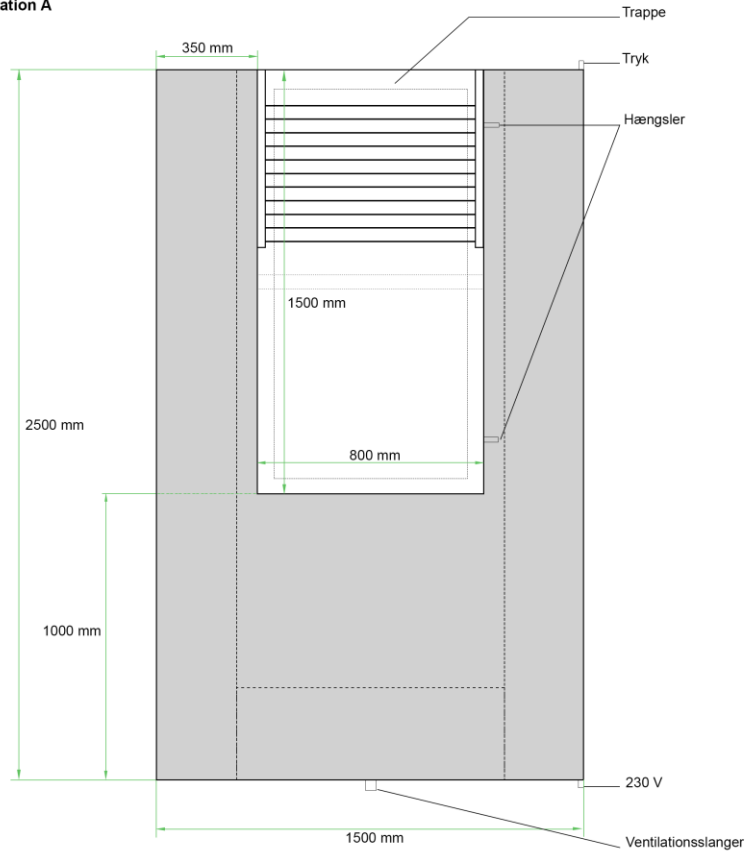 ation A
Trappe
350 mm
Tryk
Hængsler
1500 mm
2500 mm
800 mm
1000 mm
230 V
1500 mm
Ventilationsslanger